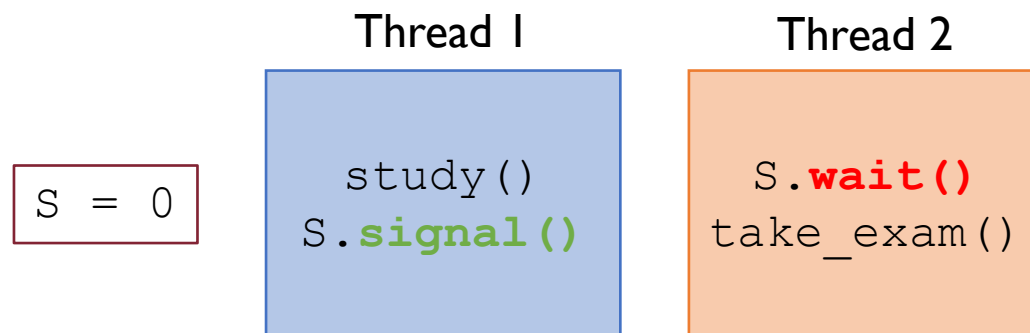 Thread 1
Thread 2
S = 0
study()
S.signal()
S.wait()
take_exam()